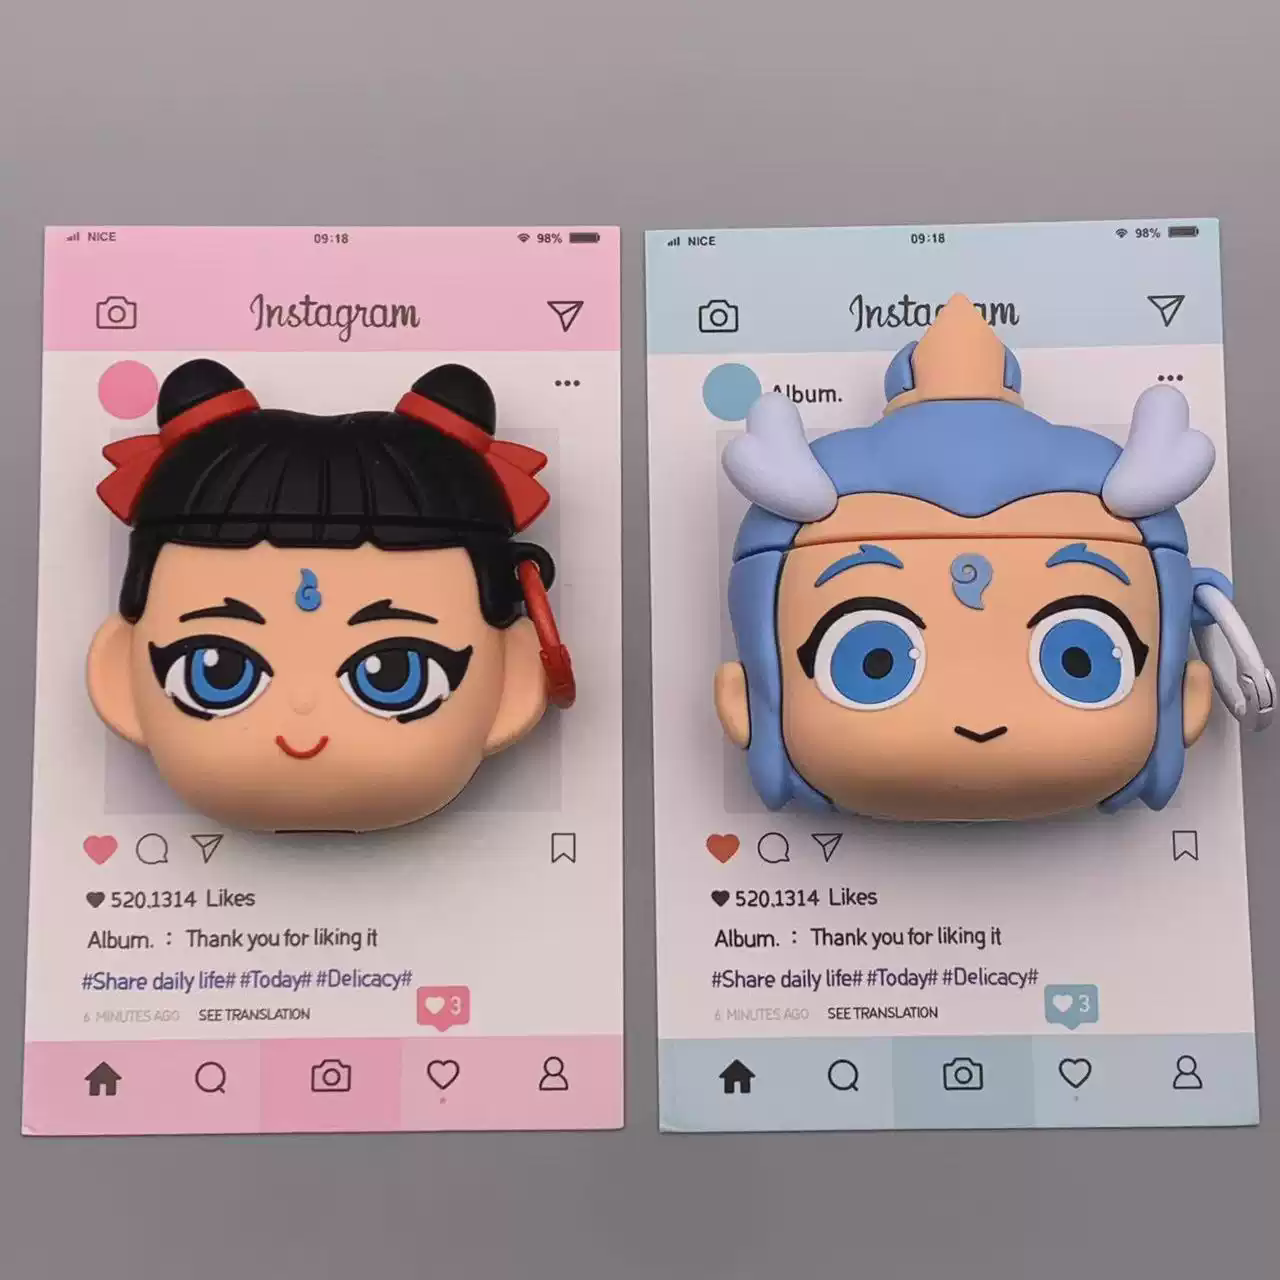 NICE 09:18 98%
Instagram
520,1314 Likes
Album. : Thank you for liking it
#Share daily life# #Today# #Delicacy#
6 MINUTES AGO SEE TRANSLATION
3
NICE 09:18 98%
Album.
520,1314 Likes
Album. : Thank you for liking it
#Share daily life# #Today# #Delicacy#
6 MINUTES AGO SEE TRANSLATION
3